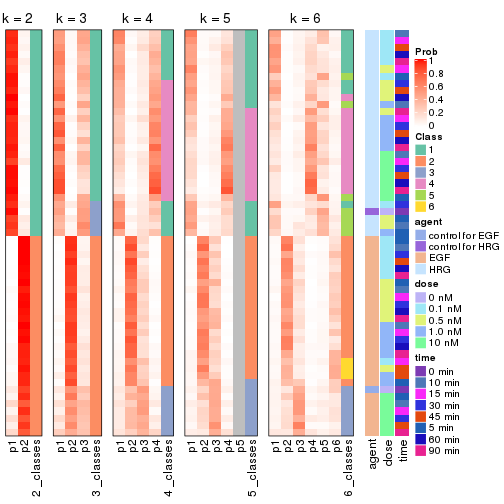 k = 2 k = 3 k = 4 k = 5 k = 6
Prob
1
0.8
0.6
0.4
0.2
0
Class
1
2
3
4
5
6
agent
control for EGF
control for HRG
EGF
HRG
dose
0 nM
0.1 nM
0.5 nM
1.0 nM
10 nM
time
0 min
10 min
15 min
30 min
45 min
5 min
60 min
90 min
p1 p2 2_classes p1 p2 p3 3_classes p1 p2 p3 p4 4_classes p1 p2 p3 p4 p5 5_classes p1 p2 p3 p4 p5 p6 6_classes agent dose time